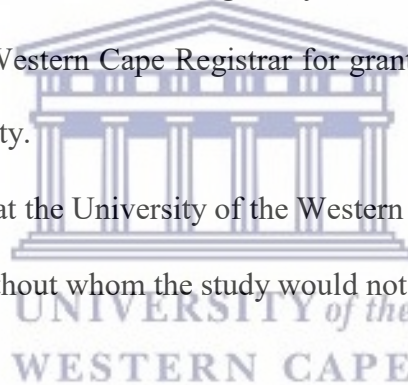 Western Cape Registrar for grant
ty.
at the University of the Western
thout whom the study would not
UNIVERSITY of the
WESTERN CAPE